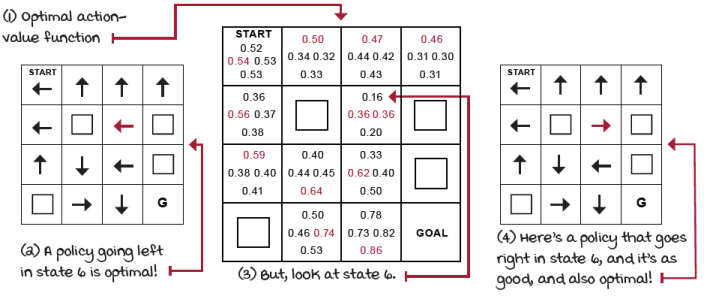 (1) Optimal action-
value function
START
0.52
0.54 0.53
0.53
0.50
0.34 0.32
0.33
0.47
0.44 0.42
0.43
0.46
0.31 0.30
0.31
0.36
0.56 0.37
0.38
0.16
0.36 0.36
0.20
0.59
0.38 0.40
0.41
0.40
0.44 0.45
0.64
0.33
0.62 0.40
0.50
0.50
0.46 0.74
0.53
0.78
0.73 0.82
0.86
GOAL
START
G
(2) A policy going left
in state 6 is optimal!
(3) But, look at state 6.
START
G
(4) Here's a policy that goes
right in state 6, and it's as
good, and also optimal!